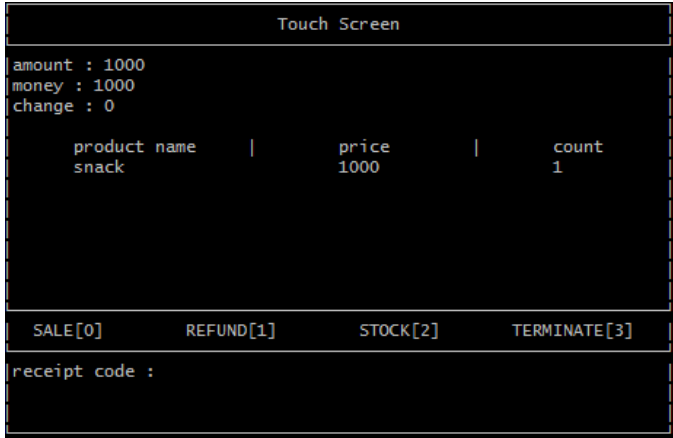 Touch Screen
amount : 1000
money : 1000
change : 0
product name | price | count
snack 1000 1
SALE[0] REFUND[1] STOCK[2] TERMINATE[3]
receipt code :